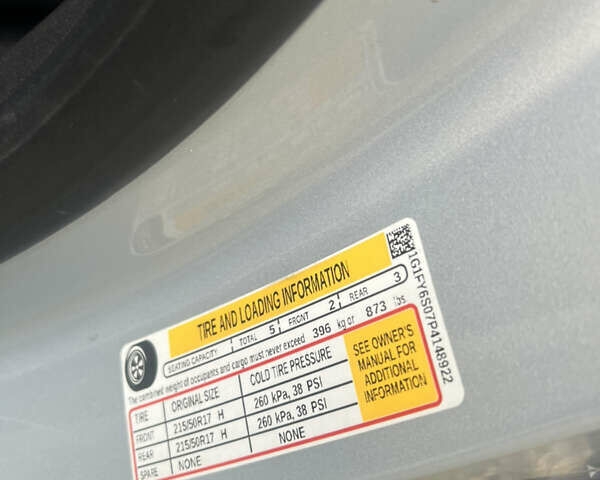 TIRE AND LOADING INFORMATION
SEATING CAPACITY TOTAL 5 FRONT 2 REAR 3
The combined weight of occupants and cargo must never exceed 396 kg or 873 lbs
TIRE ORIGINAL SIZE COLD TIRE PRESSURE
FRONT 215/50R17 H 260 kPa, 38 PSI
REAR 215/50R17 H 260 kPa, 38 PSI
SPARE NONE NONE
SEE OWNER'S
MANUAL FOR
ADDITIONAL
INFORMATION
1G1FY6S07P4148922